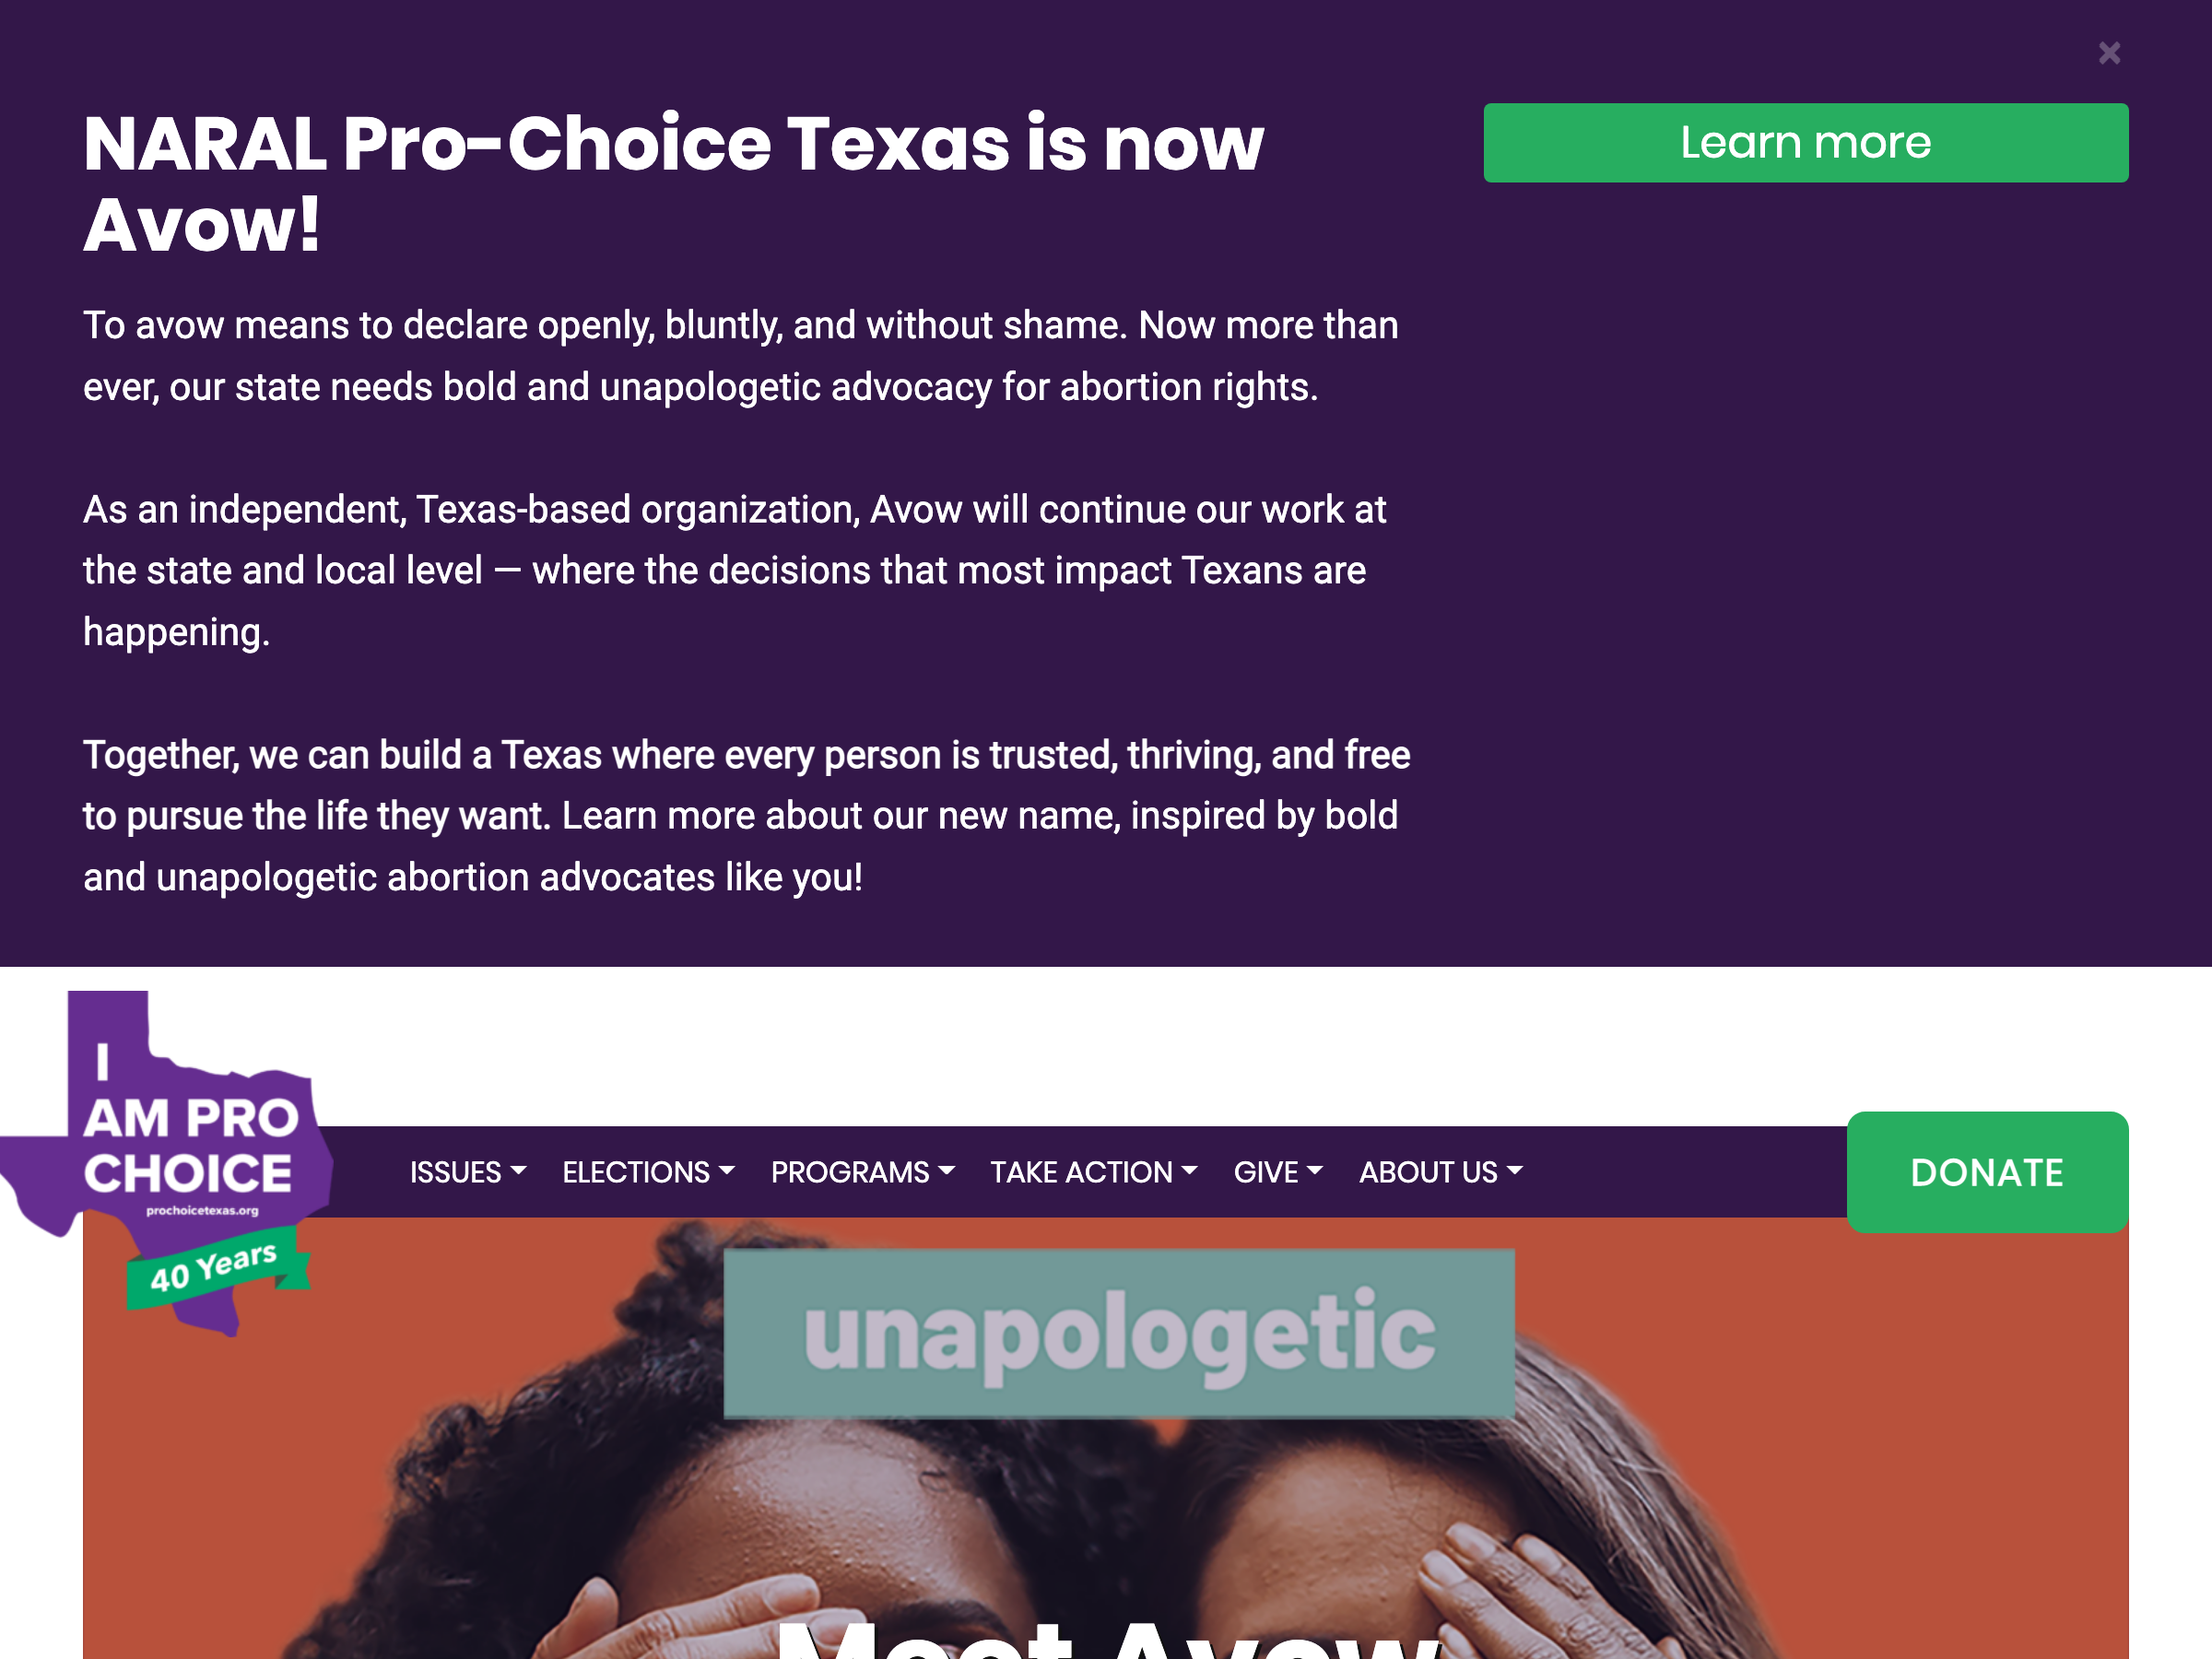 ×
NARAL Pro-Choice Texas is now
Avow!
Learn more
To avow means to declare openly, bluntly, and without shame. Now more than
ever, our state needs bold and unapologetic advocacy for abortion rights.
As an independent, Texas-based organization, Avow will continue our work at
the state and local level — where the decisions that most impact Texans are
happening.
Together, we can build a Texas where every person is trusted, thriving, and free
to pursue the life they want. Learn more about our new name, inspired by bold
and unapologetic abortion advocates like you!
I
AM PRO
CHOICE
prochoicetexas.org
40 Years
ISSUES ELECTIONS PROGRAMS TAKE ACTION GIVE ABOUT US
DONATE
unapologetic
Meet Avow